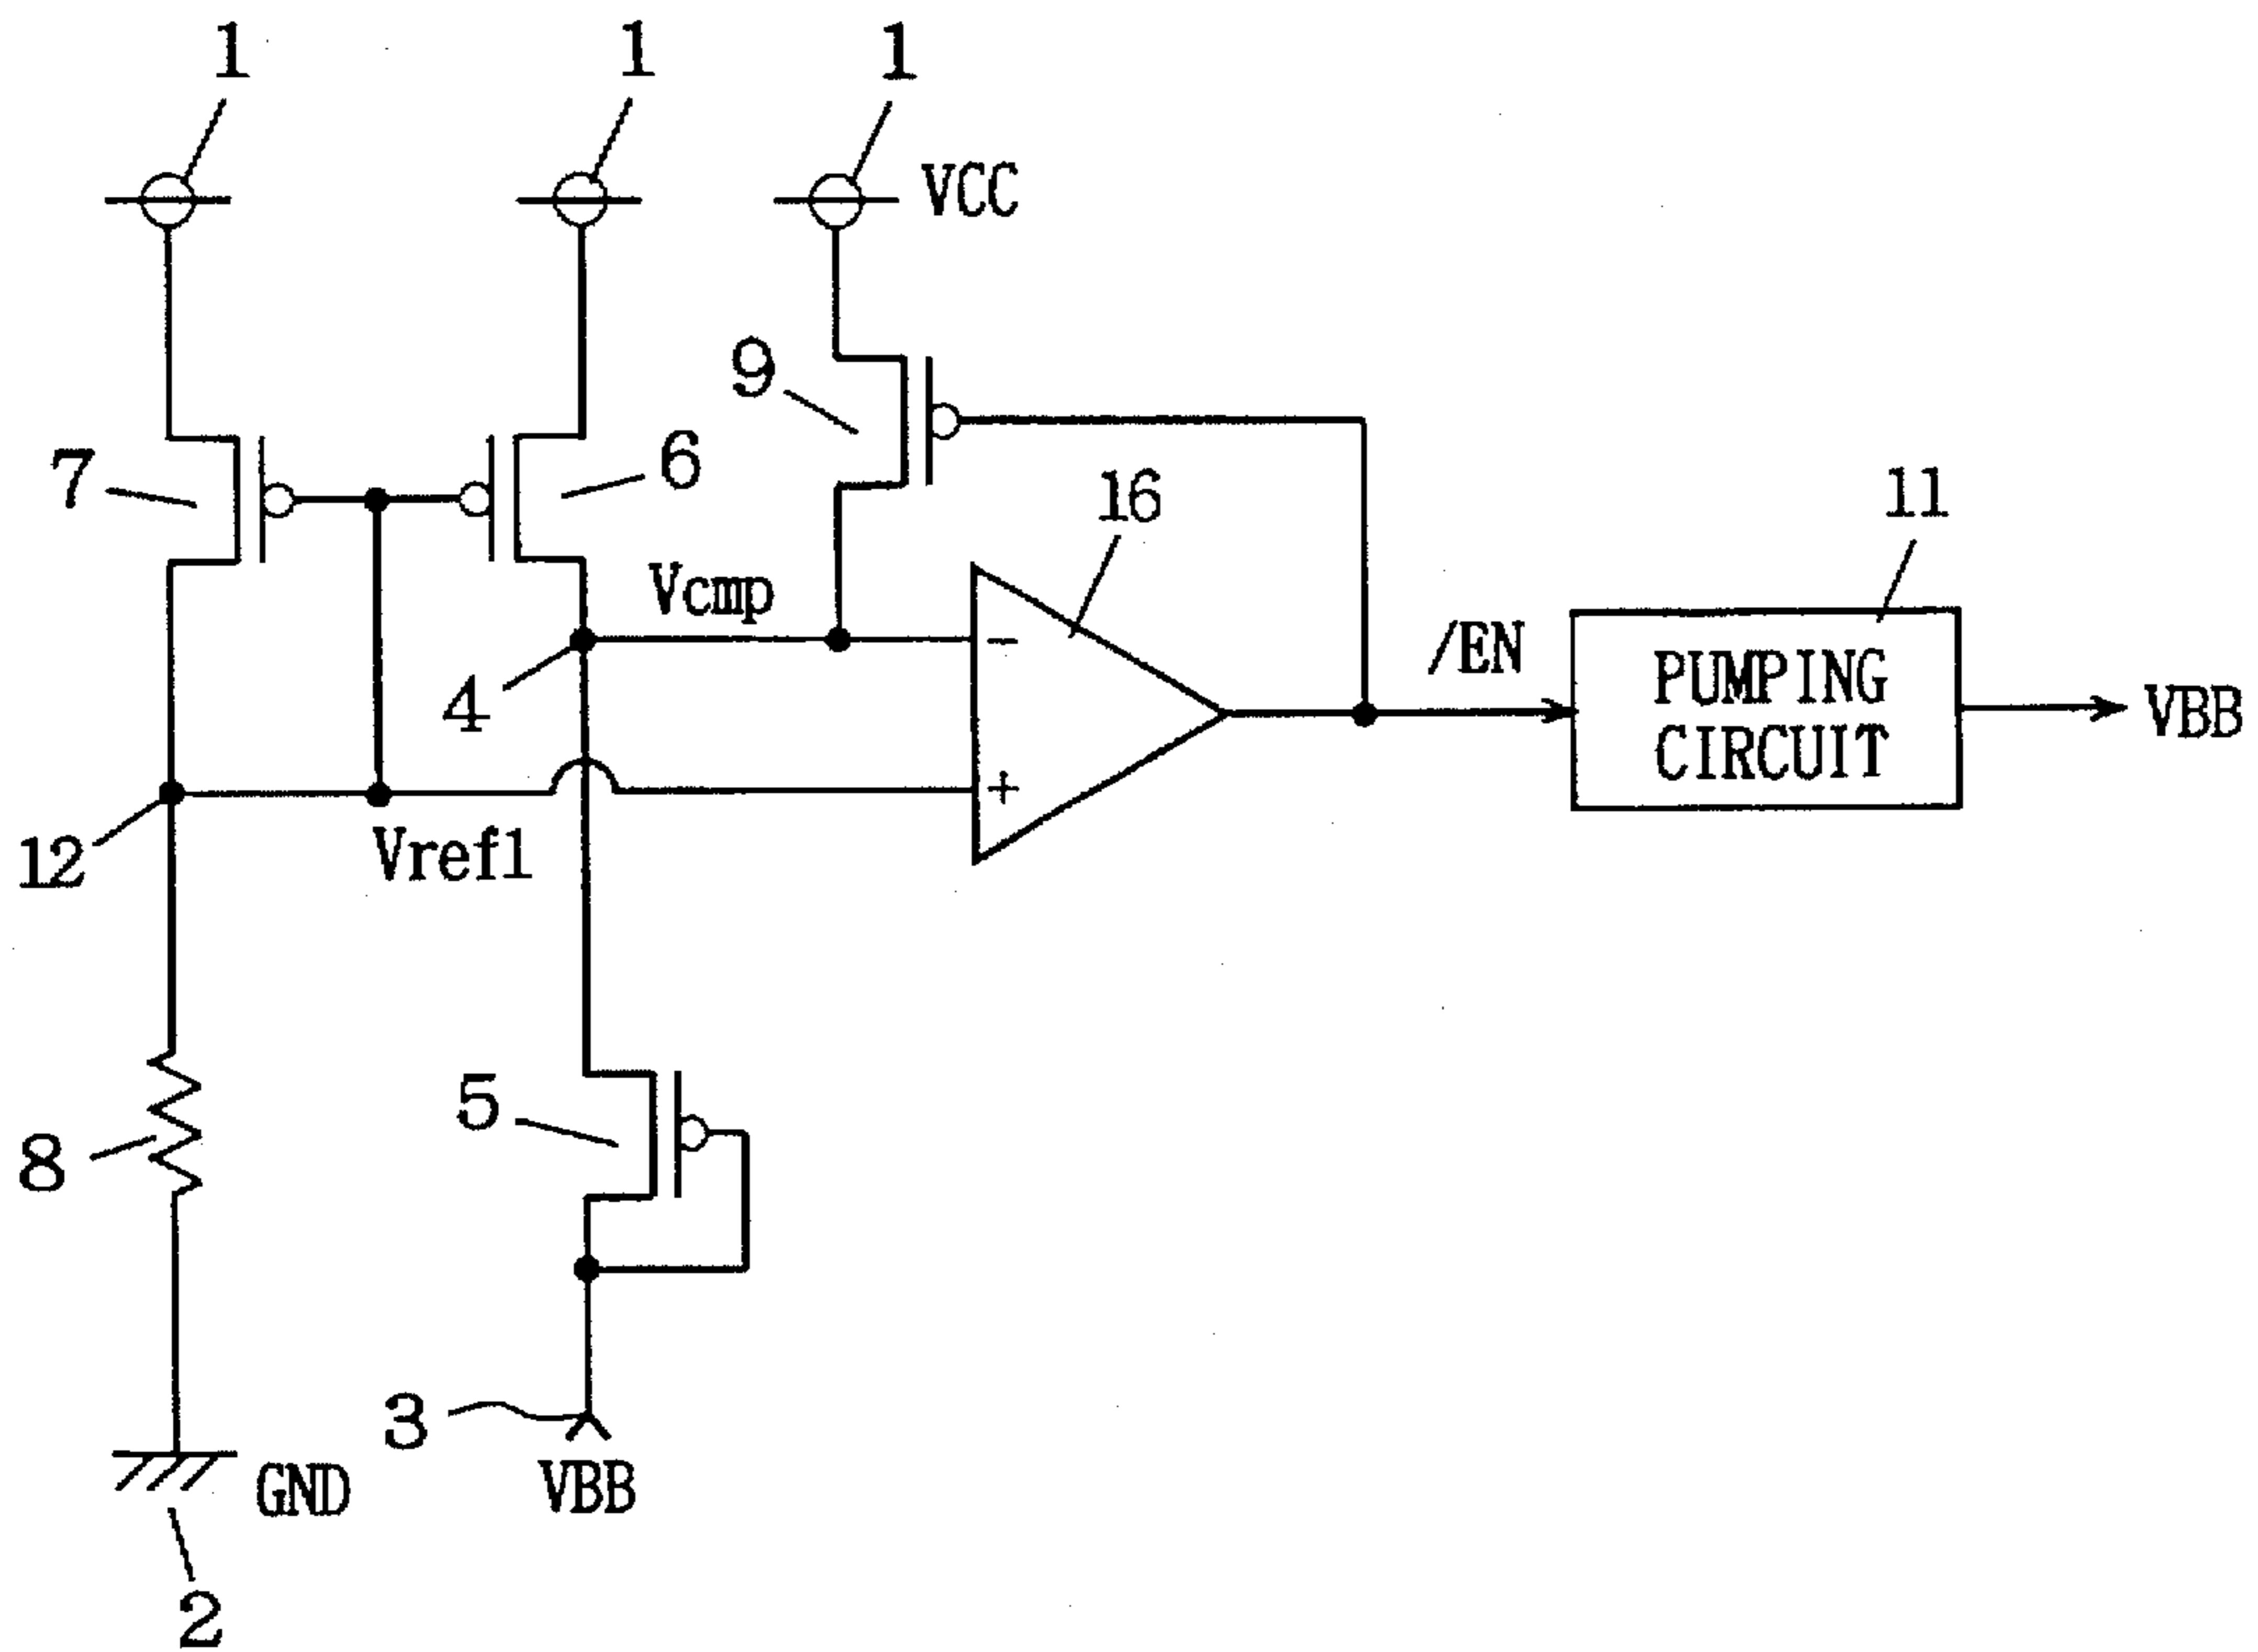 1 1 1
VCC
9
7 6 16 11
Vcmp
-
/EN
PUMPING
CIRCUIT
VBB
4
+
12 Vref1
5
8
3
VBB
GND
2